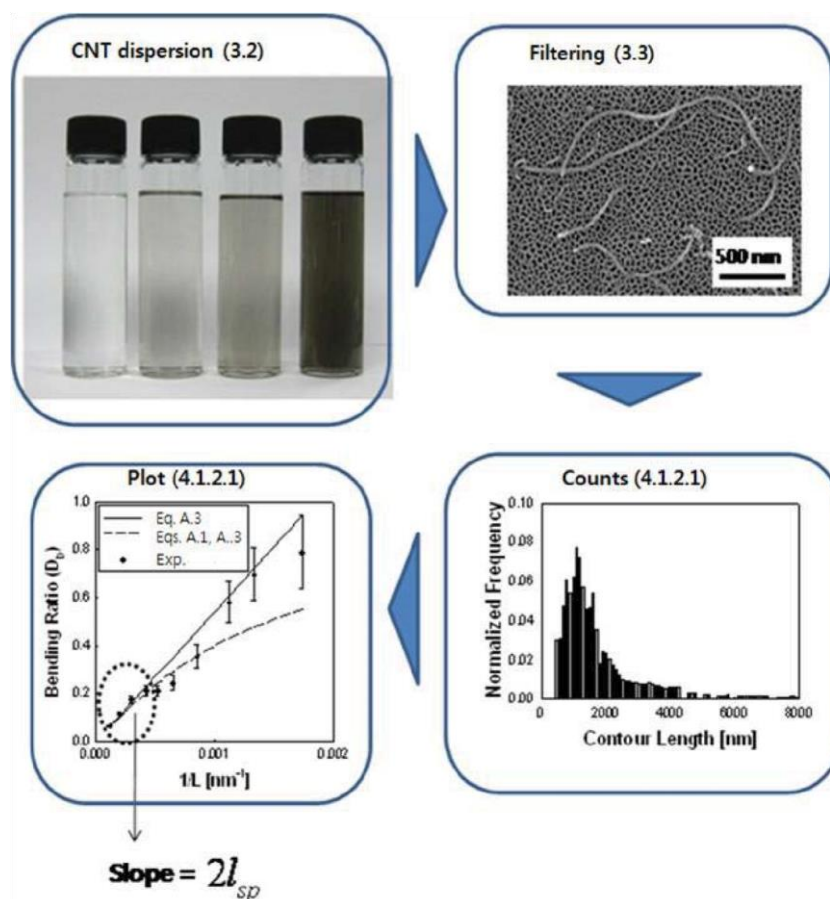 CNT dispersion (3.2)
Filtering (3.3)
500 nm
Plot (4.1.2.1)
1.0
0.8
0.6
0.4
0.2
0.0
Bending Ratio (D_b)
Eq. A.3
Eqs. A.1, A..3
Exp.
0.000
0.001
0.002
1/L [nm⁻¹]
Slope = 2l_sp
Counts (4.1.2.1)
0.10
0.08
0.06
0.04
0.02
0.00
Normalized Frequency
0
2000
4000
6000
8000
Contour Length [nm]